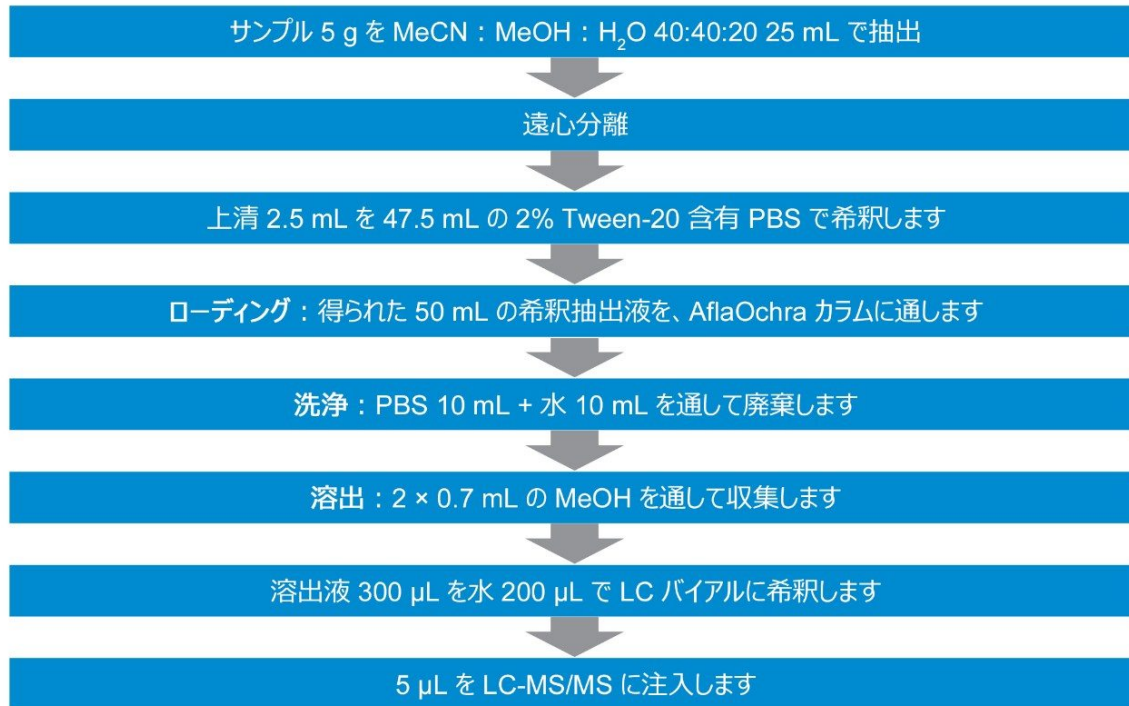 サンプル 5 g を MeCN：MeOH：H₂O 40:40:20 25 mL で抽出
遠心分離
上清 2.5 mL を 47.5 mL の 2% Tween-20 含有 PBS で希釈します
ローディング：得られた 50 mL の希釈抽出液を、AflaOchra カラムに通します
洗浄：PBS 10 mL + 水 10 mL を通して廃棄します
溶出：2 × 0.7 mL の MeOH を通して収集します
溶出液 300 µL を水 200 µL で LC バイアルに希釈します
5 µL を LC-MS/MS に注入します